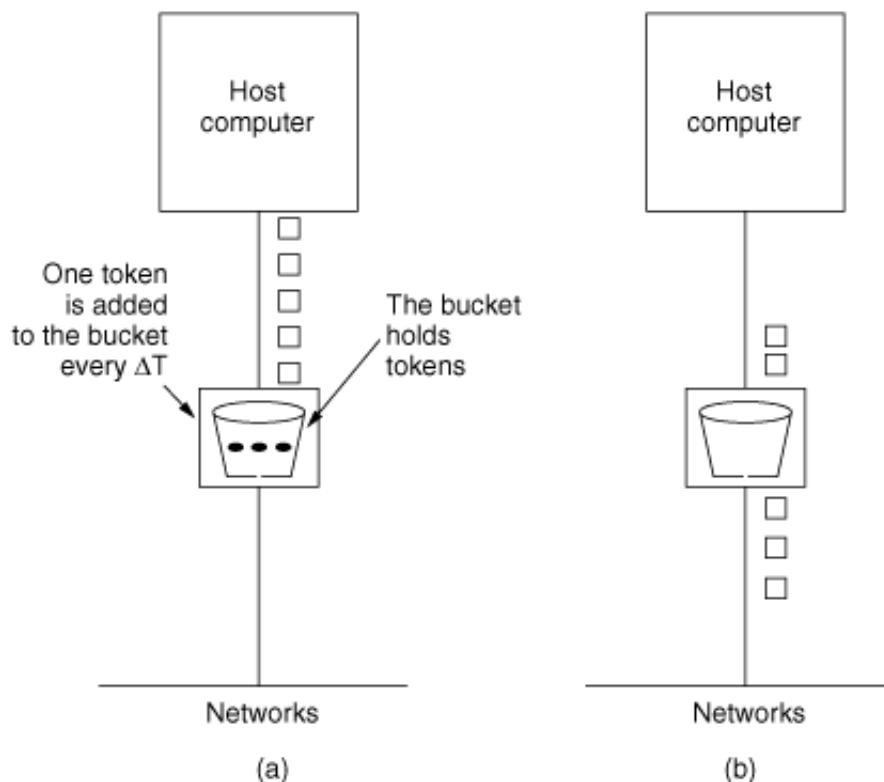 Host
computer
One token
is added
to the bucket
every ΔT
The bucket
holds
tokens
Networks
(a)
Host
computer
Networks
(b)